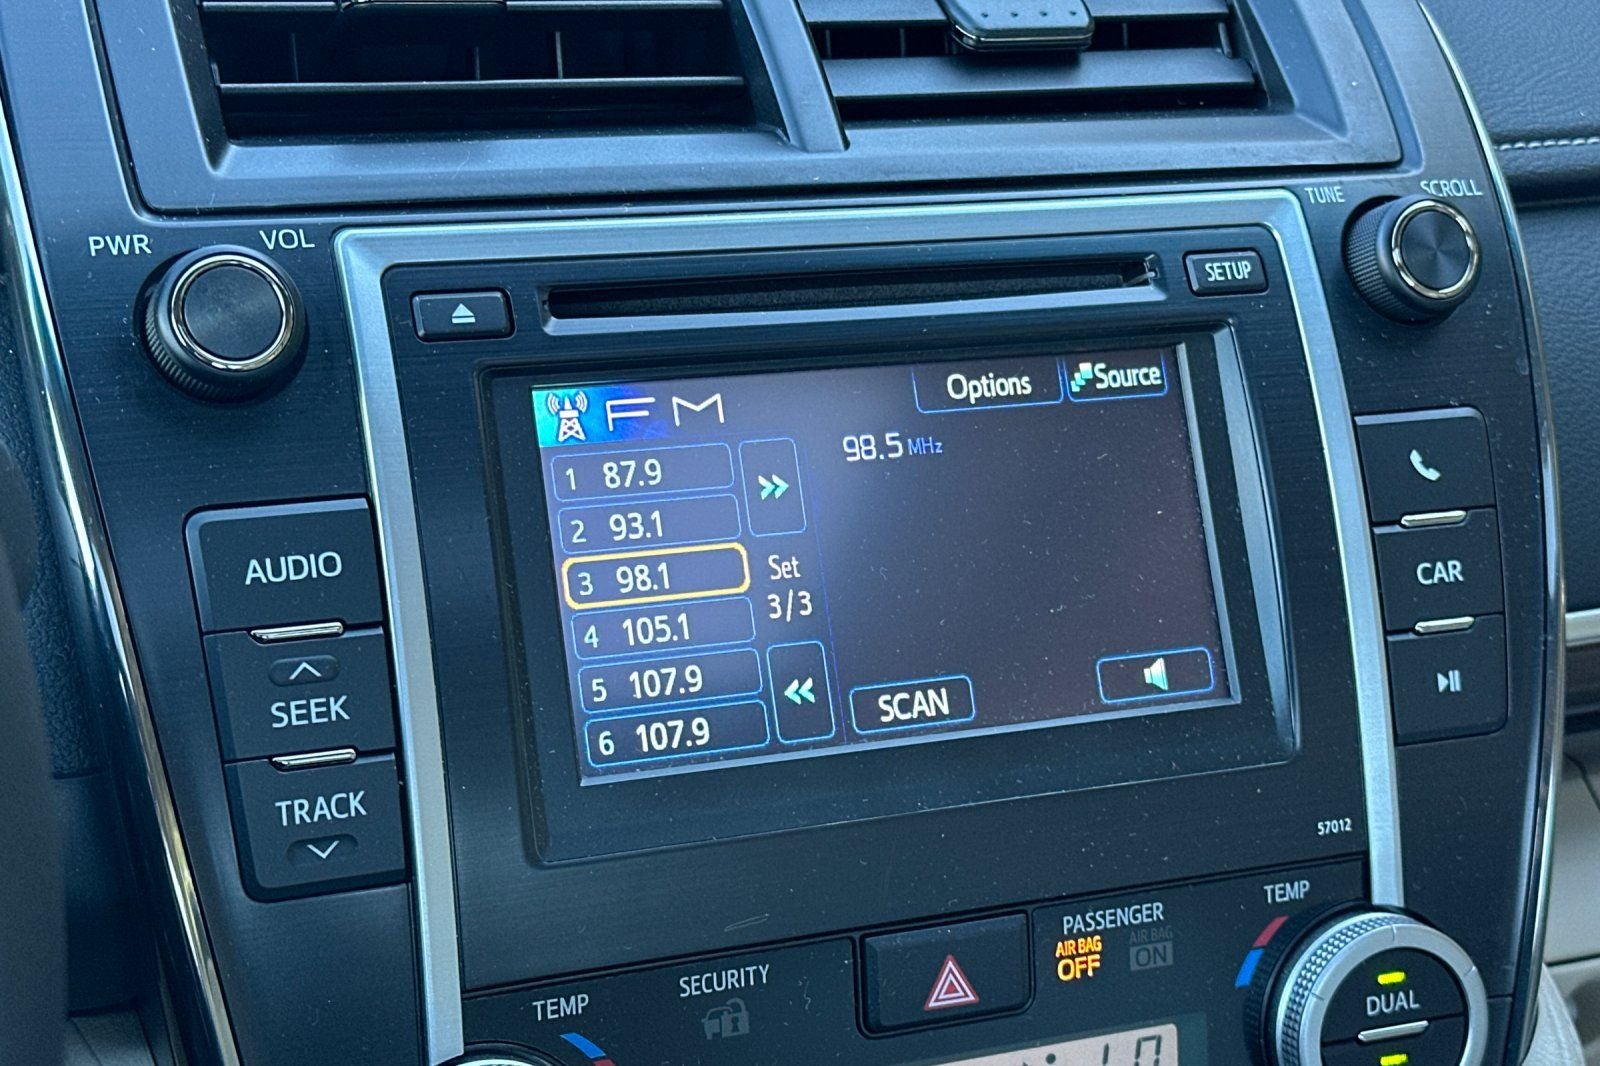 PWR VOL
TUNE SCROLL
SETUP
FM
Options
Source
98.5 MHz
1 87.9
2 93.1
3 98.1
4 105.1
5 107.9
6 107.9
Set
3/3
SCAN
AUDIO
SEEK
TRACK
CAR
57012
TEMP
SECURITY
PASSENGER
AIR BAG
OFF
AIR BAG
ON
TEMP
DUAL